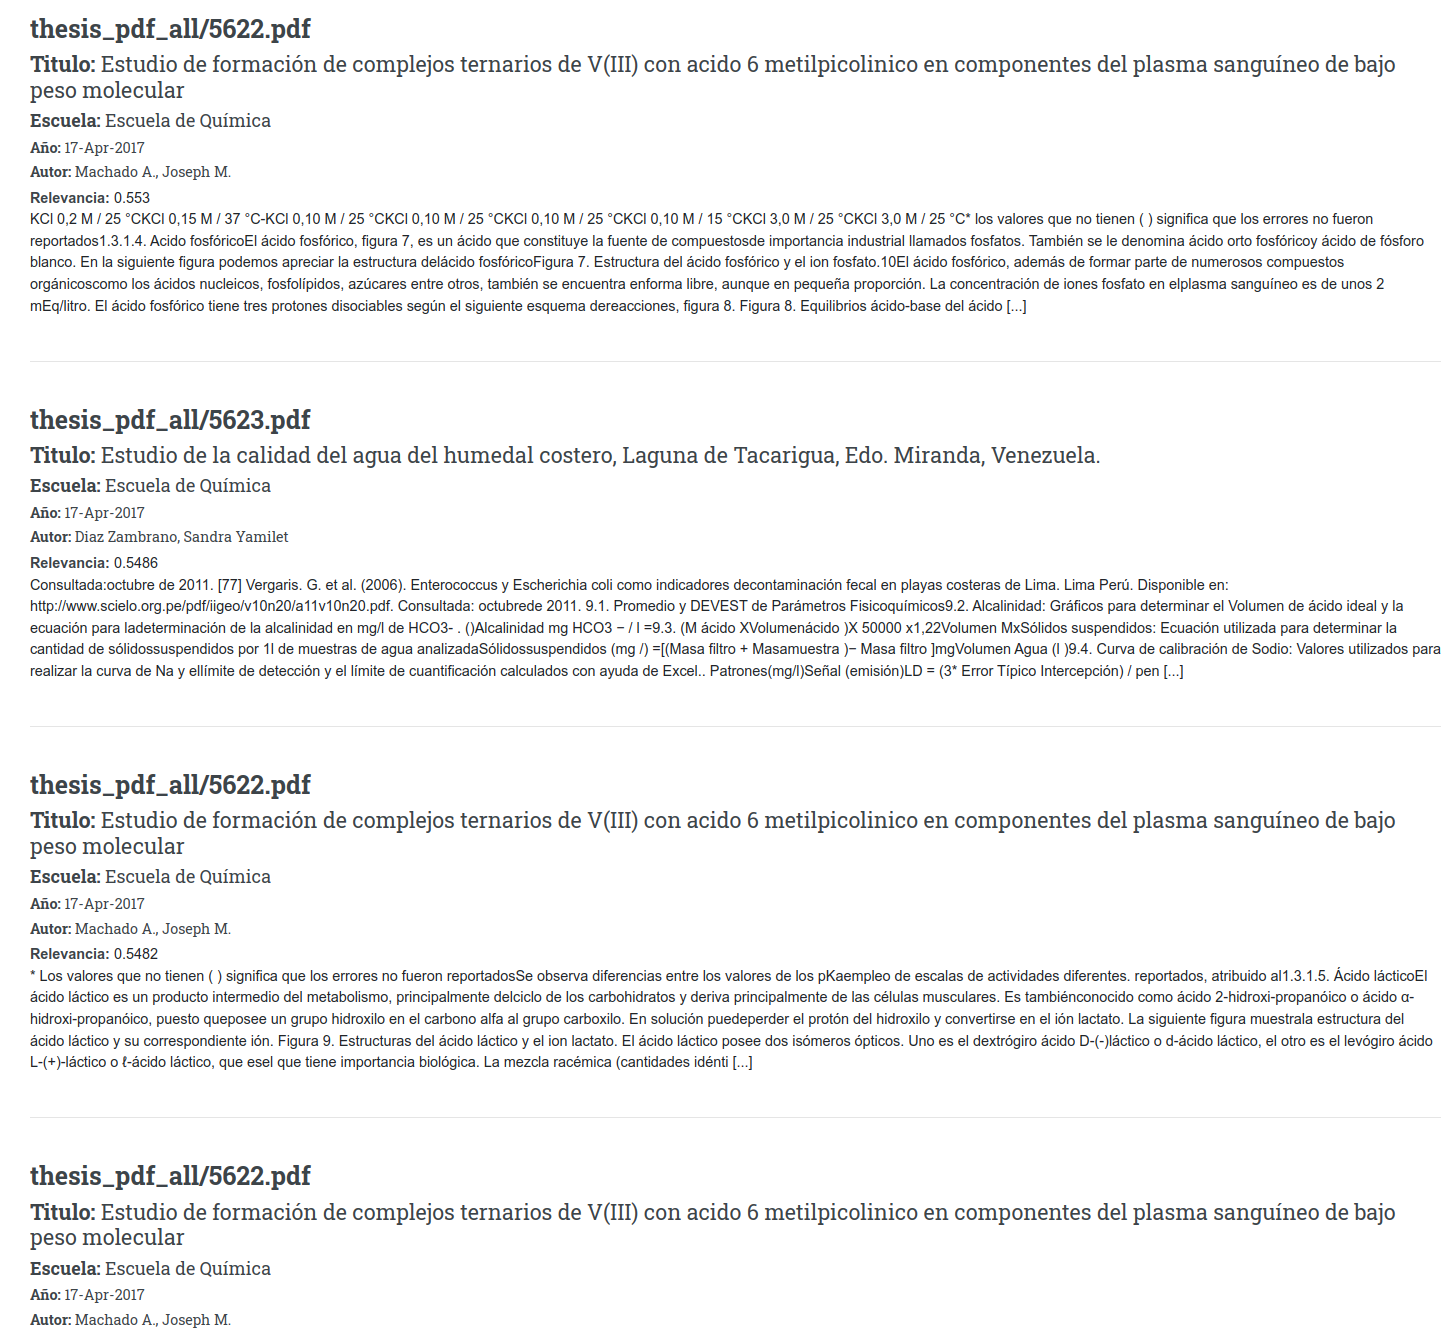 thesis_pdf_all/5622.pdf
Titulo: Estudio de formación de complejos ternarios de V(III) con acido 6 metilpicolinico en componentes del plasma sanguíneo de bajo
peso molecular
Escuela: Escuela de Química
Año: 17-Apr-2017
Autor: Machado A., Joseph M.
Relevancia: 0.553
KCl 0,2 M / 25 °CKCl 0,15 M / 37 °C-KCl 0,10 M / 25 °CKCl 0,10 M / 25 °CKCl 0,10 M / 25 °CKCl 0,10 M / 15 °CKCl 3,0 M / 25 °CKCl 3,0 M / 25 °C* los valores que no tienen ( ) significa que los errores no fueron
reportados1.3.1.4. Acido fosfóricoEl ácido fosfórico, figura 7, es un ácido que constituye la fuente de compuestosde importancia industrial llamados fosfatos. También se le denomina ácido orto fosfóricoy ácido de fósforo
blanco. En la siguiente figura podemos apreciar la estructura delácido fosfóricoFigura 7. Estructura del ácido fosfórico y el ion fosfato.10El ácido fosfórico, además de formar parte de numerosos compuestos
orgánicoscomo los ácidos nucleicos, fosfolípidos, azúcares entre otros, también se encuentra enforma libre, aunque en pequeña proporción. La concentración de iones fosfato en elplasma sanguíneo es de unos 2
mEq/litro. El ácido fosfórico tiene tres protones disociables según el siguiente esquema dereacciones, figura 8. Figura 8. Equilibrios ácido-base del ácido [...]
thesis_pdf_all/5623.pdf
Titulo: Estudio de la calidad del agua del humedal costero, Laguna de Tacarigua, Edo. Miranda, Venezuela.
Escuela: Escuela de Química
Año: 17-Apr-2017
Autor: Diaz Zambrano, Sandra Yamilet
Relevancia: 0.5486
Consultada:octubre de 2011. [77] Vergaris. G. et al. (2006). Enterococcus y Escherichia coli como indicadores decontaminación fecal en playas costeras de Lima. Lima Perú. Disponible en:
http://www.scielo.org.pe/pdf/iigeo/v10n20/a11v10n20.pdf. Consultada: octubrede 2011. 9.1. Promedio y DEVEST de Parámetros Fisicoquímicos9.2. Alcalinidad: Gráficos para determinar el Volumen de ácido ideal y la
ecuación para ladeterminación de la alcalinidad en mg/l de HCO3- . ()Alcalinidad mg HCO3 − / l =9.3. (M ácido XVolumenácido )X 50000 x1,22Volumen MxSólidos suspendidos: Ecuación utilizada para determinar la
cantidad de sólidossuspendidos por 1l de muestras de agua analizadaSólidossuspendidos (mg /) =[(Masa filtro + Masamuestra )− Masa filtro ]mgVolumen Agua (l )9.4. Curva de calibración de Sodio: Valores utilizados para
realizar la curva de Na y ellímite de detección y el límite de cuantificación calculados con ayuda de Excel.. Patrones(mg/l)Señal (emisión)LD = (3* Error Típico Intercepción) / pen [...]
thesis_pdf_all/5622.pdf
Titulo: Estudio de formación de complejos ternarios de V(III) con acido 6 metilpicolinico en componentes del plasma sanguíneo de bajo
peso molecular
Escuela: Escuela de Química
Año: 17-Apr-2017
Autor: Machado A., Joseph M.
Relevancia: 0.5482
* Los valores que no tienen ( ) significa que los errores no fueron reportadosSe observa diferencias entre los valores de los pKaempleo de escalas de actividades diferentes. reportados, atribuido al1.3.1.5. Ácido lácticoEl
ácido láctico es un producto intermedio del metabolismo, principalmente delciclo de los carbohidratos y deriva principalmente de las células musculares. Es tambiénconocido como ácido 2-hidroxi-propanóico o ácido α-
hidroxi-propanóico, puesto queposee un grupo hidroxilo en el carbono alfa al grupo carboxilo. En solución puedeperder el protón del hidroxilo y convertirse en el ión lactato. La siguiente figura muestrala estructura del
ácido láctico y su correspondiente ión. Figura 9. Estructuras del ácido láctico y el ion lactato. El ácido láctico posee dos isómeros ópticos. Uno es el dextrógiro ácido D-(-)láctico o d-ácido láctico, el otro es el levógiro ácido
L-(+)-láctico o ℓ-ácido láctico, que esel que tiene importancia biológica. La mezcla racémica (cantidades idénti [...]
thesis_pdf_all/5622.pdf
Titulo: Estudio de formación de complejos ternarios de V(III) con acido 6 metilpicolinico en componentes del plasma sanguíneo de bajo
peso molecular
Escuela: Escuela de Química
Año: 17-Apr-2017
Autor: Machado A., Joseph M.